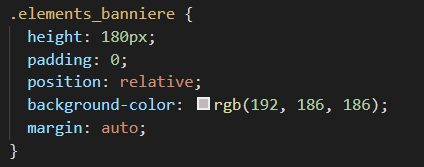 .elements_banniere {
height: 180px;
padding: 0;
position: relative;
background-color: rgb(192, 186, 186);
margin: auto;
}